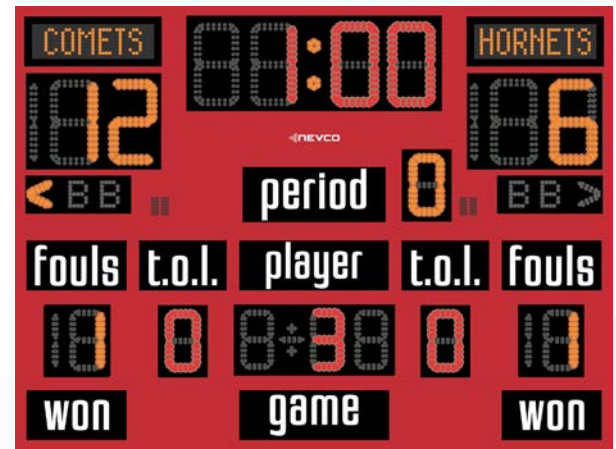 COMETS 1:00 HORNETS
12 6
NEVCO
< B B period 0 B B >
fouls t.o.l. player t.o.l. fouls
1 0 3 0 1
won game won